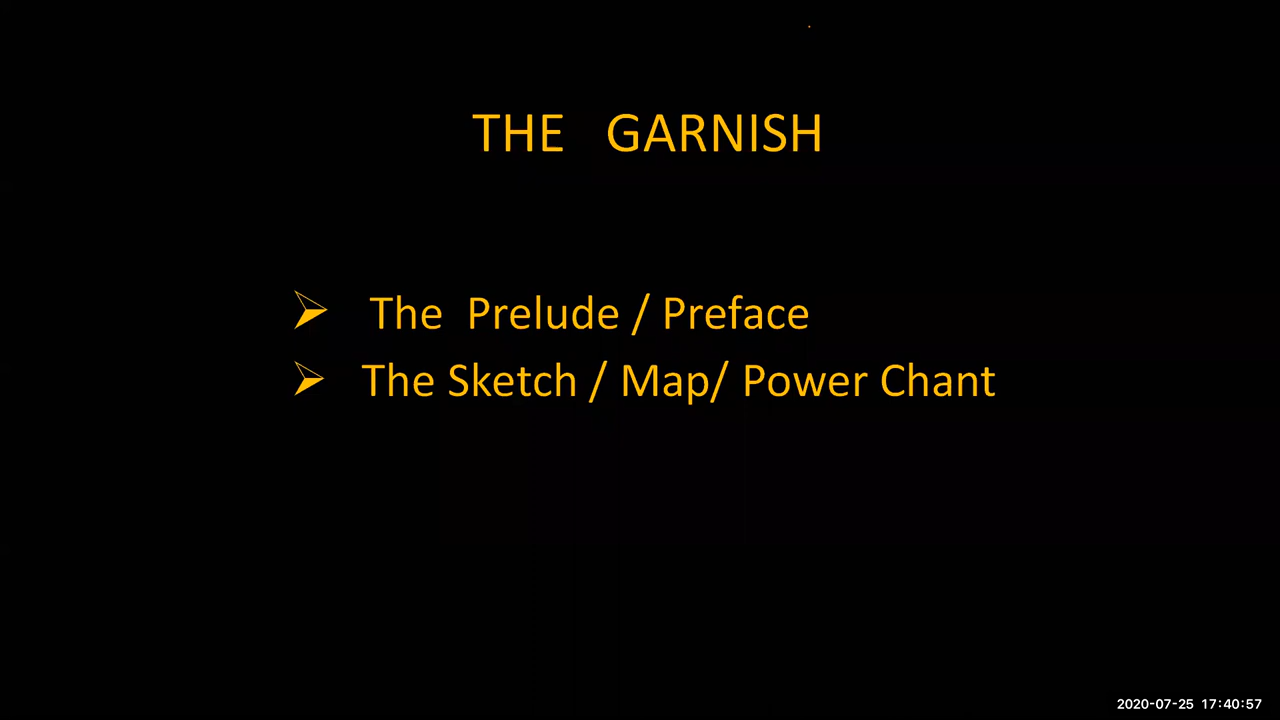 THE GARNISH
➢ The Prelude / Preface
➢ The Sketch / Map/ Power Chant
2020-07-25 17:40:57